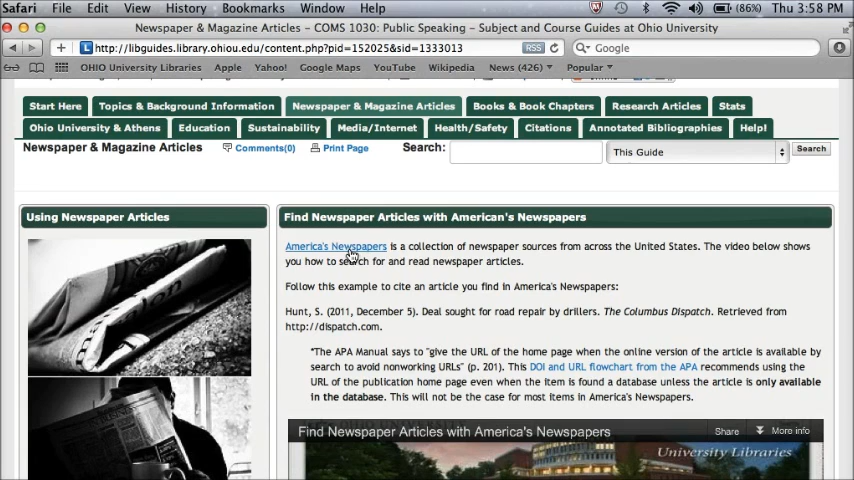 Safari File Edit View History Bookmarks Window Help (86%) Thu 3:58 PM
Newspaper & Magazine Articles – COMS 1030: Public Speaking – Subject and Course Guides at Ohio University
http://libguides.library.ohiou.edu/content.php?pid=152025&sid=1333013 RSS Google
OHIO University Libraries Apple Yahoo! Google Maps YouTube Wikipedia News (426) Popular
Start Here Topics & Background Information Newspaper & Magazine Articles Books & Book Chapters Research Articles Stats
Ohio University & Athens Education Sustainability Media/Internet Health/Safety Citations Annotated Bibliographies Help!
Newspaper & Magazine Articles Comments(0) Print Page Search: This Guide Search
Using Newspaper Articles
Find Newspaper Articles with American's Newspapers
America's Newspapers is a collection of newspaper sources from across the United States. The video below shows
you how to search for and read newspaper articles.
Follow this example to cite an article you find in America's Newspapers:
Hunt, S. (2011, December 5). Deal sought for road repair by drillers. The Columbus Dispatch. Retrieved from
http://dispatch.com.
*The APA Manual says to "give the URL of the home page when the online version of the article is available by
search to avoid nonworking URLs" (p. 201). This DOI and URL flowchart from the APA recommends using the
URL of the publication home page even when the item is found a database unless the article is only available
in the database. This will not be the case for most items in America's Newspapers.
Find Newspaper Articles with America's Newspapers Share More info
University Libraries